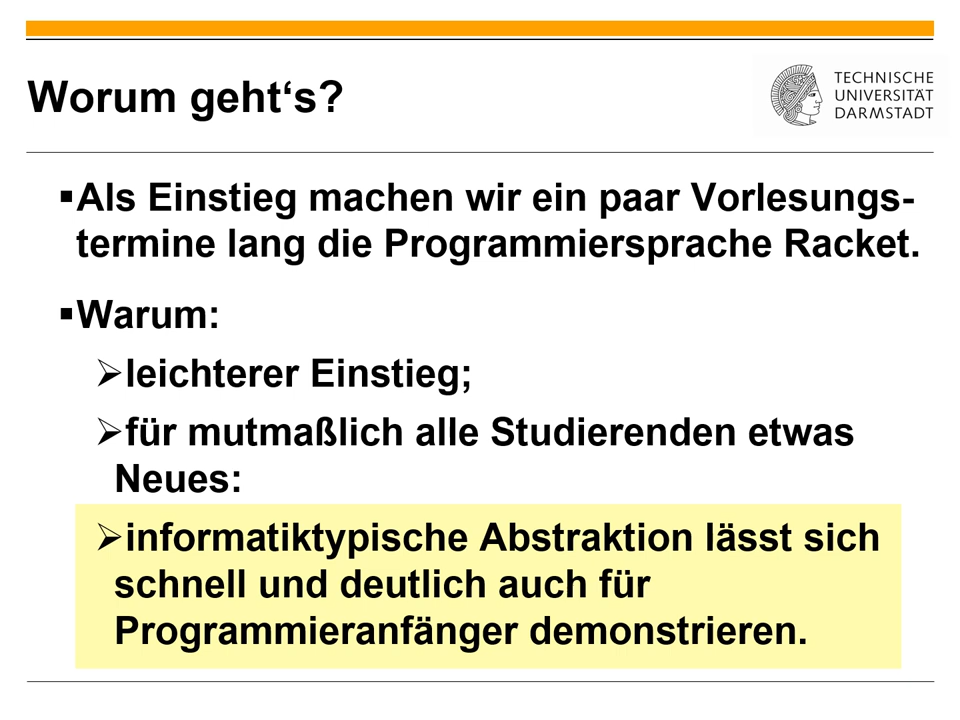 Worum geht‘s?
TECHNISCHE
UNIVERSITÄT
DARMSTADT
▪Als Einstieg machen wir ein paar Vorlesungs-
termine lang die Programmiersprache Racket.
▪Warum:
➢leichterer Einstieg;
➢für mutmaßlich alle Studierenden etwas
Neues:
➢informatiktypische Abstraktion lässt sich
schnell und deutlich auch für
Programmieranfänger demonstrieren.